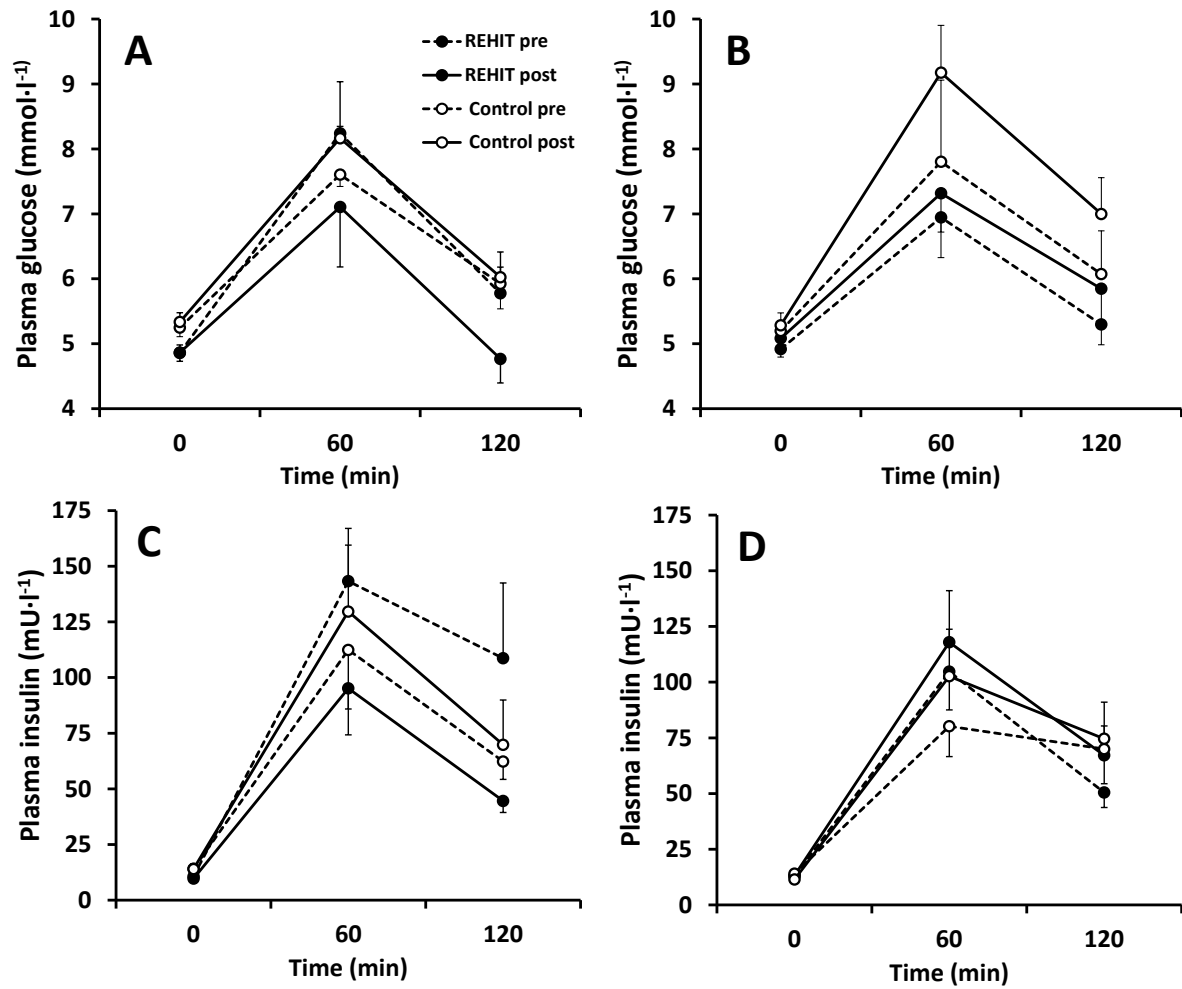 A
Plasma glucose (mmol·l-1)
10
9
8
7
6
5
4
0 60 120
Time (min)
REHIT pre
REHIT post
Control pre
Control post
B
Plasma glucose (mmol·l-1)
10
9
8
7
6
5
4
0 60 120
Time (min)
C
Plasma insulin (mU·l-1)
175
150
125
100
75
50
25
0
0 60 120
Time (min)
D
Plasma insulin (mU·l-1)
175
150
125
100
75
50
25
0
0 60 120
Time (min)